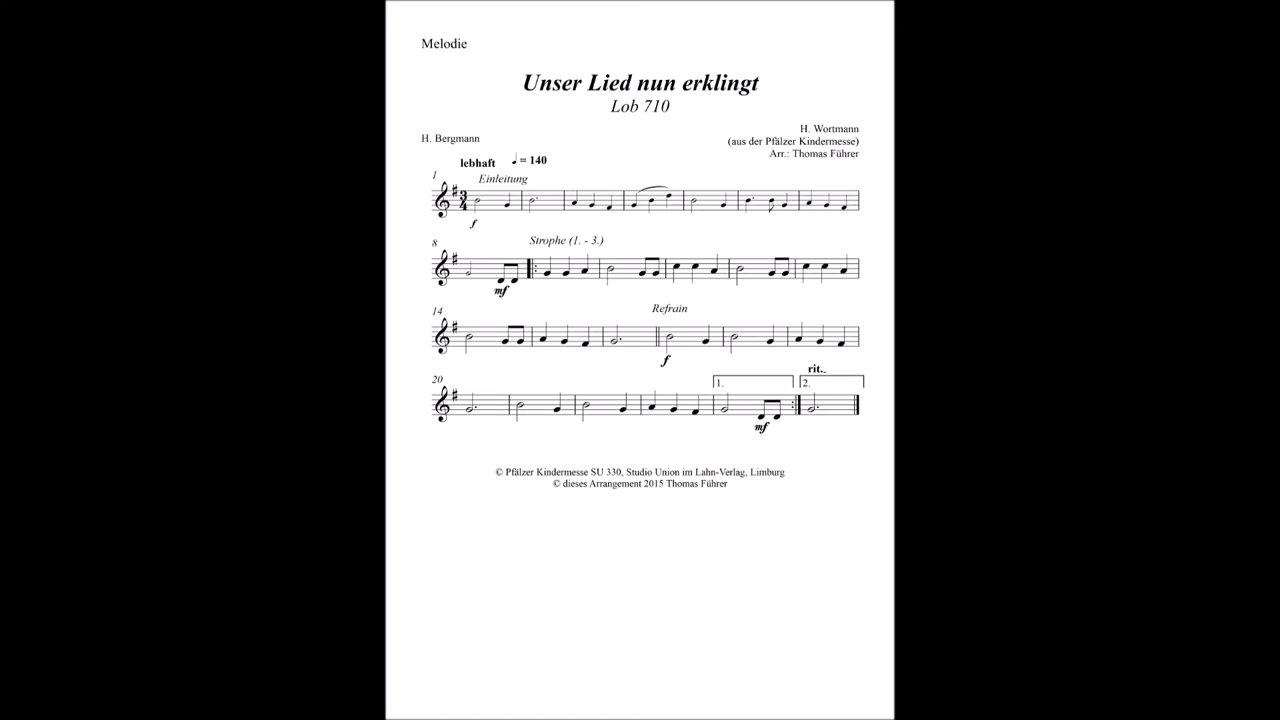 Melodie
Unser Lied nun erklingt
Lob 710
H. Wortmann
H. Bergmann
(aus der Pfälzer Kindermesse)
Arr.: Thomas Führer
lebhaft ♩ = 140
1 Einleitung
3
4
f
8 Strophe (1. - 3.)
mf
14 Refrain
f
20 rit.
1. 2.
mf
© Pfälzer Kindermesse SU 330, Studio Union im Lahn-Verlag, Limburg
© dieses Arrangement 2015 Thomas Führer